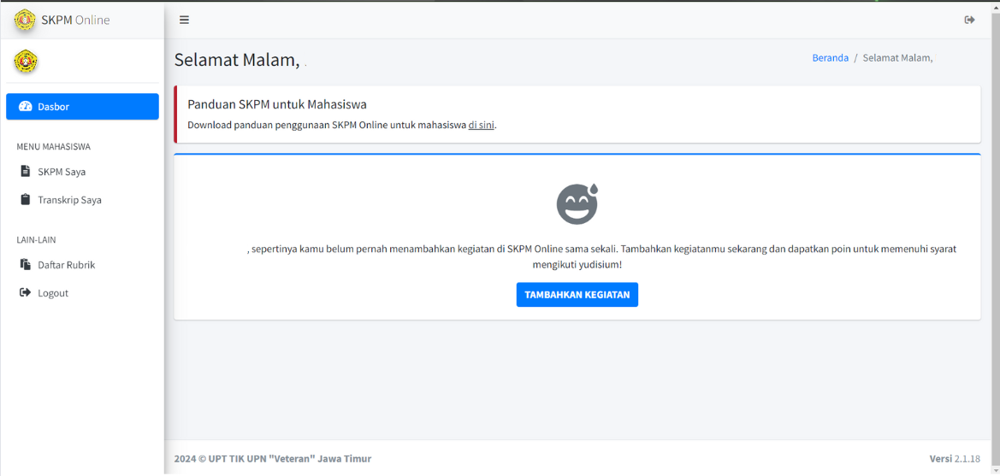 SKPM Online
Selamat Malam, .
Beranda / Selamat Malam,
Dasbor
MENU MAHASISWA
SKPM Saya
Transkrip Saya
LAIN-LAIN
Daftar Rubrik
Logout
Panduan SKPM untuk Mahasiswa
Download panduan penggunaan SKPM Online untuk mahasiswa di sini.
, sepertinya kamu belum pernah menambahkan kegiatan di SKPM Online sama sekali. Tambahkan kegiatanmu sekarang dan dapatkan poin untuk memenuhi syarat
mengikuti yudisium!
TAMBAHKAN KEGIATAN
2024 © UPT TIK UPN "Veteran" Jawa Timur
Versi 2.1.18